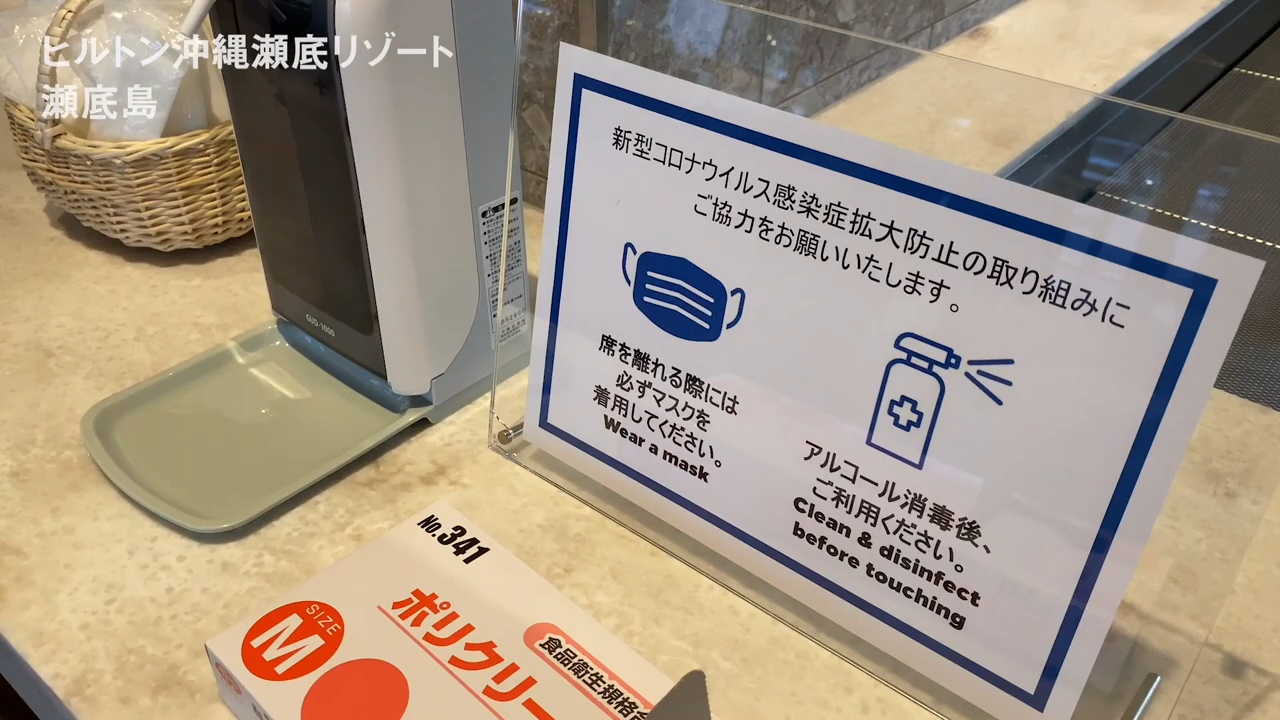 ヒルトン沖縄瀬底リゾート
瀬底島
新型コロナウイルス感染症拡大防止の取り組みに
ご協力をお願いいたします。
席を離れる際には
必ずマスクを
着用してください。
Wear a mask
アルコール消毒後、
ご利用ください。
Clean & disinfect
before touching
GUD-1000
No.341
SIZE
M
ポリクリー
食品衛生規格